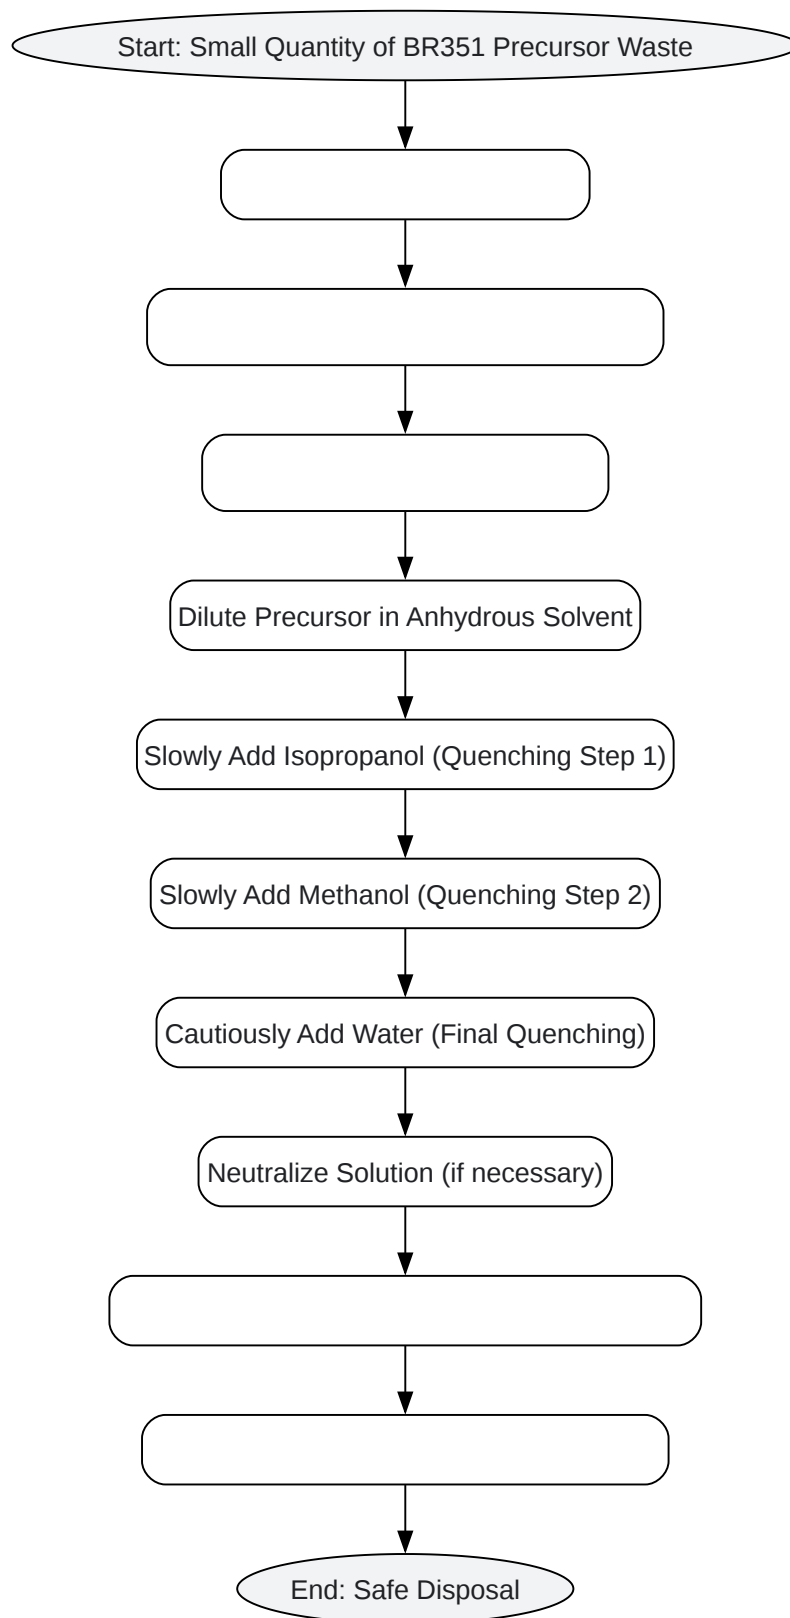 Start: Small Quantity of BR351 Precursor Waste
Dilute Precursor in Anhydrous Solvent
Slowly Add Isopropanol (Quenching Step 1)
Slowly Add Methanol (Quenching Step 2)
Cautiously Add Water (Final Quenching)
Neutralize Solution (if necessary)
End: Safe Disposal